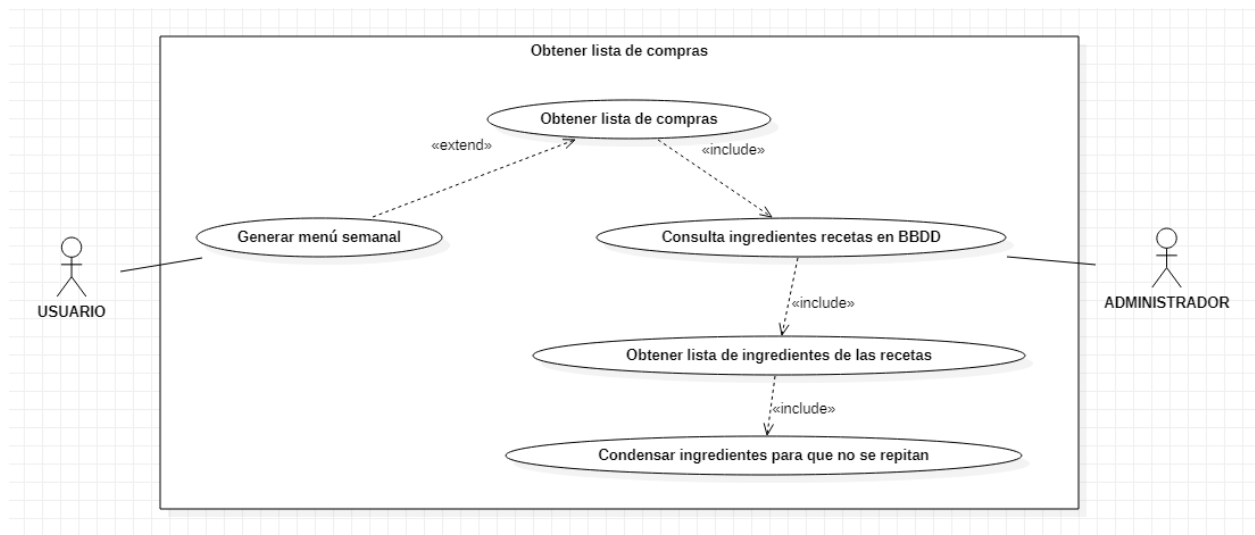 Obtener lista de compras
Obtener lista de compras
«extend»
«include»
Generar menú semanal
Consulta ingredientes recetas en BBDD
USUARIO
ADMINISTRADOR
«include»
Obtener lista de ingredientes de las recetas
«include»
Condensar ingredientes para que no se repitan